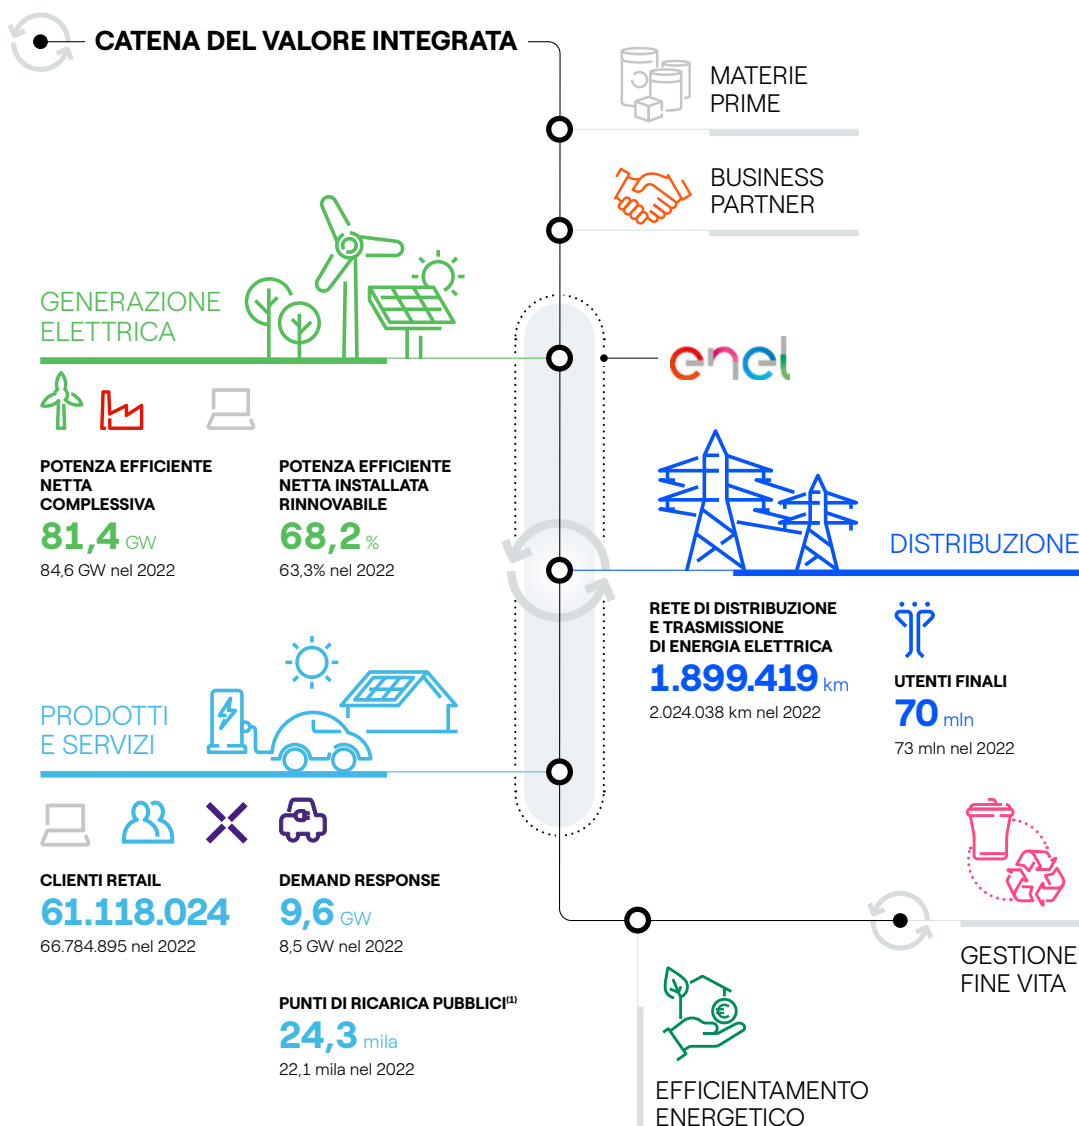 CATENA DEL VALORE INTEGRATA
MATERIE
PRIME
BUSINESS
PARTNER
GENERAZIONE
ELETTRICA
enel
POTENZA EFFICIENTE
NETTA
COMPLESSIVA
81,4 GW
84,6 GW nel 2022
POTENZA EFFICIENTE
NETTA INSTALLATA
RINNOVABILE
68,2 %
63,3% nel 2022
DISTRIBUZIONE
RETE DI DISTRIBUZIONE
E TRASMISSIONE
DI ENERGIA ELETTRICA
1.899.419 km
2.024.038 km nel 2022
UTENTI FINALI
70 mln
73 mln nel 2022
PRODOTTI
E SERVIZI
CLIENTI RETAIL
61.118.024
66.784.895 nel 2022
DEMAND RESPONSE
9,6 GW
8,5 GW nel 2022
PUNTI DI RICARICA PUBBLICI(1)
24,3 mila
22,1 mila nel 2022
GESTIONE
FINE VITA
€
EFFICIENTAMENTO
ENERGETICO